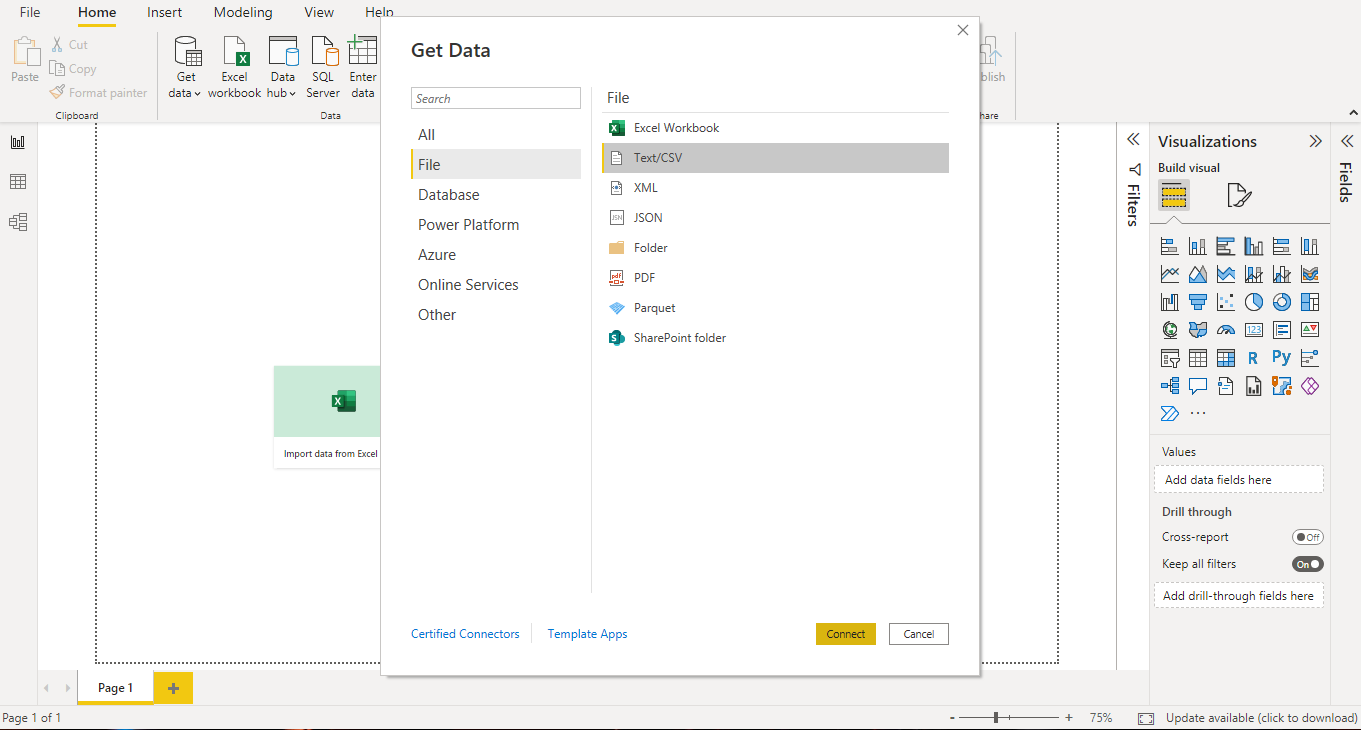 File Home Insert Modeling View Help
Paste
Cut
Copy
Format painter
Clipboard
Get data
Excel workbook
Data hub
SQL Server
Enter data
Data
blish
hare
Get Data
Search
All
File
Database
Power Platform
Azure
Online Services
Other
File
Excel Workbook
Text/CSV
XML
JSON
Folder
PDF
Parquet
SharePoint folder
Certified Connectors
Template Apps
Connect
Cancel
Import data from Excel
Filters
Visualizations
Build visual
123
R
Py
Values
Add data fields here
Drill through
Cross-report
Off
Keep all filters
On
Add drill-through fields here
Fields
Page 1
Page 1 of 1
- + 75%
Update available (click to download)